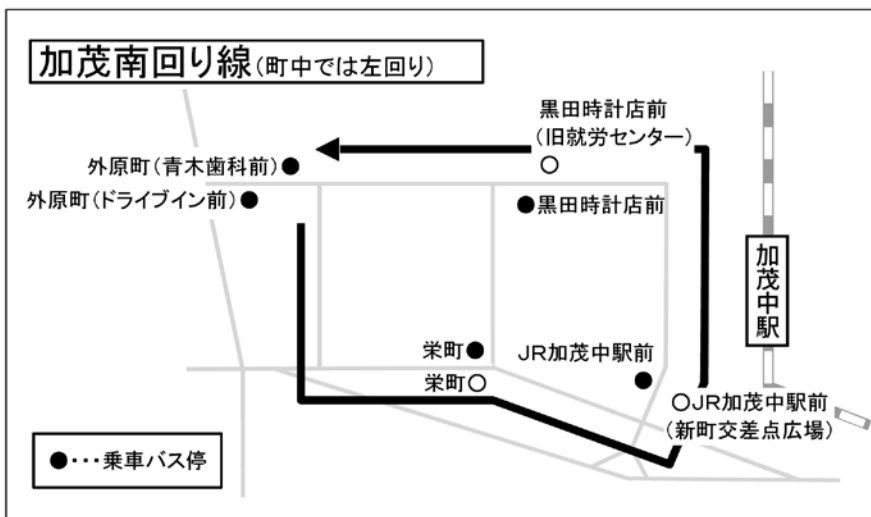 加茂南回り線(町中では左回り)
黒田時計店前
(旧就労センター)
外原町(青木歯科前)●
外原町(ドライブイン前)●
●黒田時計店前
加茂中駅
栄町●
JR加茂中駅前
栄町○
○JR加茂中駅前
(新町交差点広場)
●・・・乗車バス停